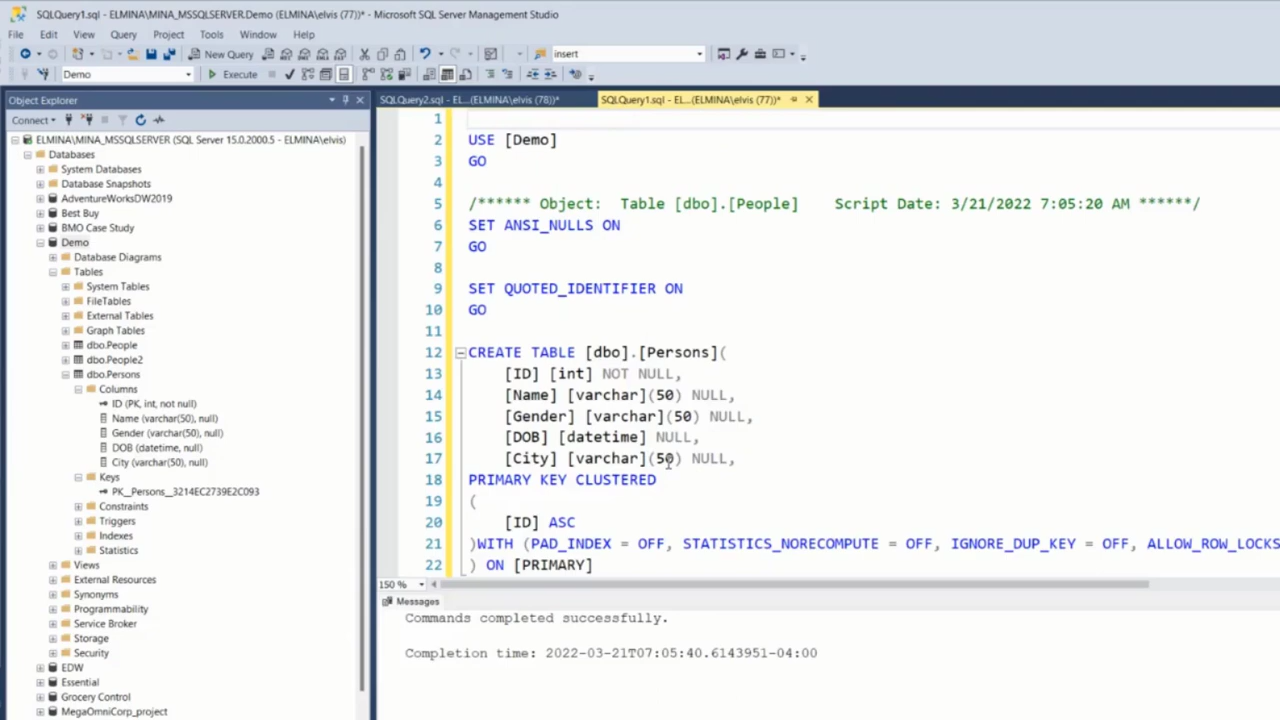 SQLQuery1.sql - ELMINA\MINA_MSSQLSERVER.Demo (ELMINA\elvis (77))* - Microsoft SQL Server Management Studio
File Edit View Query Project Tools Window Help
New Query insert
Demo Execute
Object Explorer
SQLQuery2.sql - EL...(ELMINA\elvis (78))* SQLQuery1.sql - EL...(ELMINA\elvis (77))*
Connect
ELMINA\MINA_MSSQLSERVER (SQL Server 15.0.2000.5 - ELMINA\elvis)
Databases
System Databases
Database Snapshots
AdventureWorksDW2019
Best Buy
BMO Case Study
Demo
Database Diagrams
Tables
System Tables
FileTables
External Tables
Graph Tables
dbo.People
dbo.People2
dbo.Persons
Columns
ID (PK, int, not null)
Name (varchar(50), null)
Gender (varchar(50), null)
DOB (datetime, null)
City (varchar(50), null)
Keys
PK__Persons__3214EC2739E2C093
Constraints
Triggers
Indexes
Statistics
Views
External Resources
Synonyms
Programmability
Service Broker
Storage
Security
EDW
Essential
Grocery Control
MegaOmniCorp_project
1
2 USE [Demo]
3 GO
4
5 /****** Object:  Table [dbo].[People]    Script Date: 3/21/2022 7:05:20 AM ******/
6 SET ANSI_NULLS ON
7 GO
8
9 SET QUOTED_IDENTIFIER ON
10 GO
11
12 CREATE TABLE [dbo].[Persons](
13 [ID] [int] NOT NULL,
14 [Name] [varchar](50) NULL,
15 [Gender] [varchar](50) NULL,
16 [DOB] [datetime] NULL,
17 [City] [varchar](50) NULL,
18 PRIMARY KEY CLUSTERED
19 (
20 [ID] ASC
21 )WITH (PAD_INDEX = OFF, STATISTICS_NORECOMPUTE = OFF, IGNORE_DUP_KEY = OFF, ALLOW_ROW_LOCKS
22 ) ON [PRIMARY]
150 %
Messages
Commands completed successfully.
Completion time: 2022-03-21T07:05:40.6143951-04:00